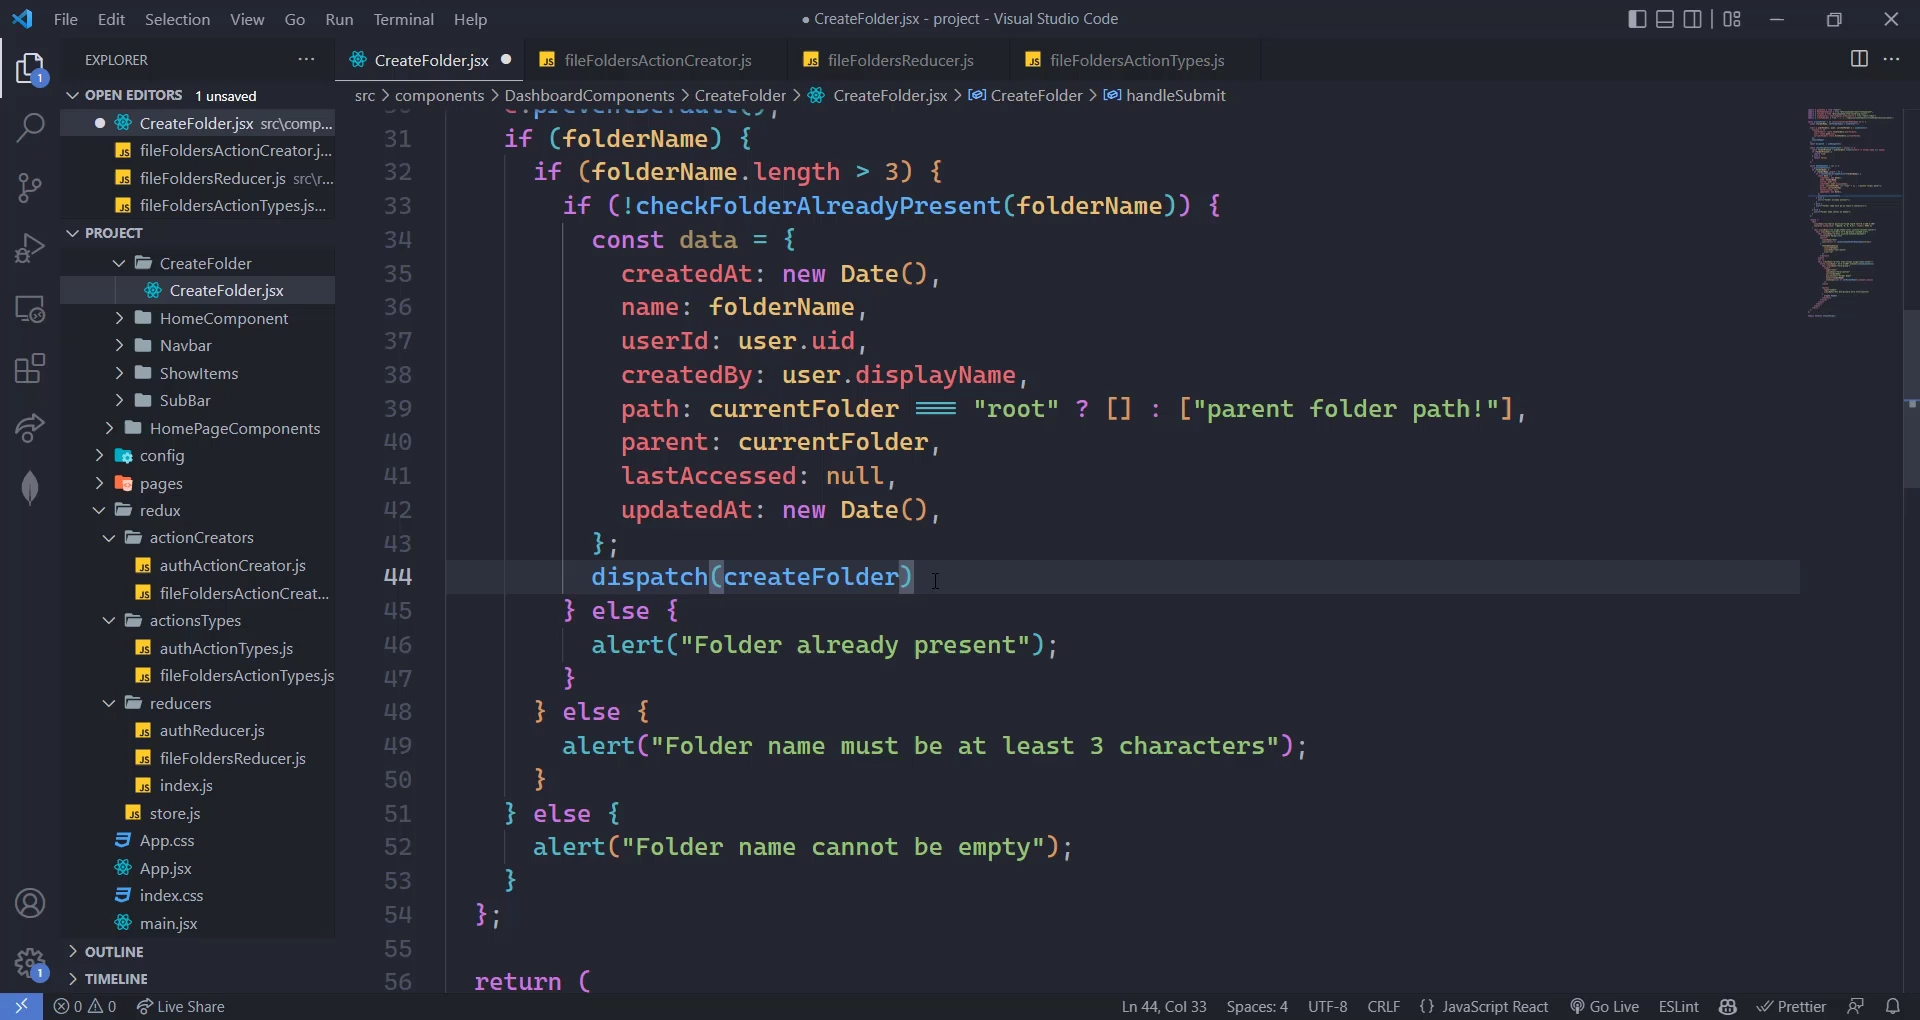 File Edit Selection View Go Run Terminal Help
● CreateFolder.jsx - project - Visual Studio Code
EXPLORER
OPEN EDITORS 1 unsaved
CreateFolder.jsx src\comp...
fileFoldersActionCreator.j...
fileFoldersReducer.js src\r...
fileFoldersActionTypes.js...
PROJECT
CreateFolder
CreateFolder.jsx
HomeComponent
Navbar
ShowItems
SubBar
HomePageComponents
config
pages
redux
actionCreators
authActionCreator.js
fileFoldersActionCreat...
actionsTypes
authActionTypes.js
fileFoldersActionTypes.js
reducers
authReducer.js
fileFoldersReducer.js
index.js
store.js
App.css
App.jsx
index.css
main.jsx
OUTLINE
TIMELINE
CreateFolder.jsx
fileFoldersActionCreator.js
fileFoldersReducer.js
fileFoldersActionTypes.js
src > components > DashboardComponents > CreateFolder > CreateFolder.jsx > CreateFolder > handleSubmit
30 e.preventDefault();
31 if (folderName) {
32 if (folderName.length > 3) {
33 if (!checkFolderAlreadyPresent(folderName)) {
34 const data = {
35 createdAt: new Date(),
36 name: folderName,
37 userId: user.uid,
38 createdBy: user.displayName,
39 path: currentFolder === "root" ? [] : ["parent folder path!"],
40 parent: currentFolder,
41 lastAccessed: null,
42 updatedAt: new Date(),
43 };
44 dispatch(createFolder)
45 } else {
46 alert("Folder already present");
47 }
48 } else {
49 alert("Folder name must be at least 3 characters");
50 }
51 } else {
52 alert("Folder name cannot be empty");
53 }
54 };
55
56 return (
1
1
0 0 Live Share
Ln 44, Col 33 Spaces: 4 UTF-8 CRLF {} JavaScript React Go Live ESLint Prettier